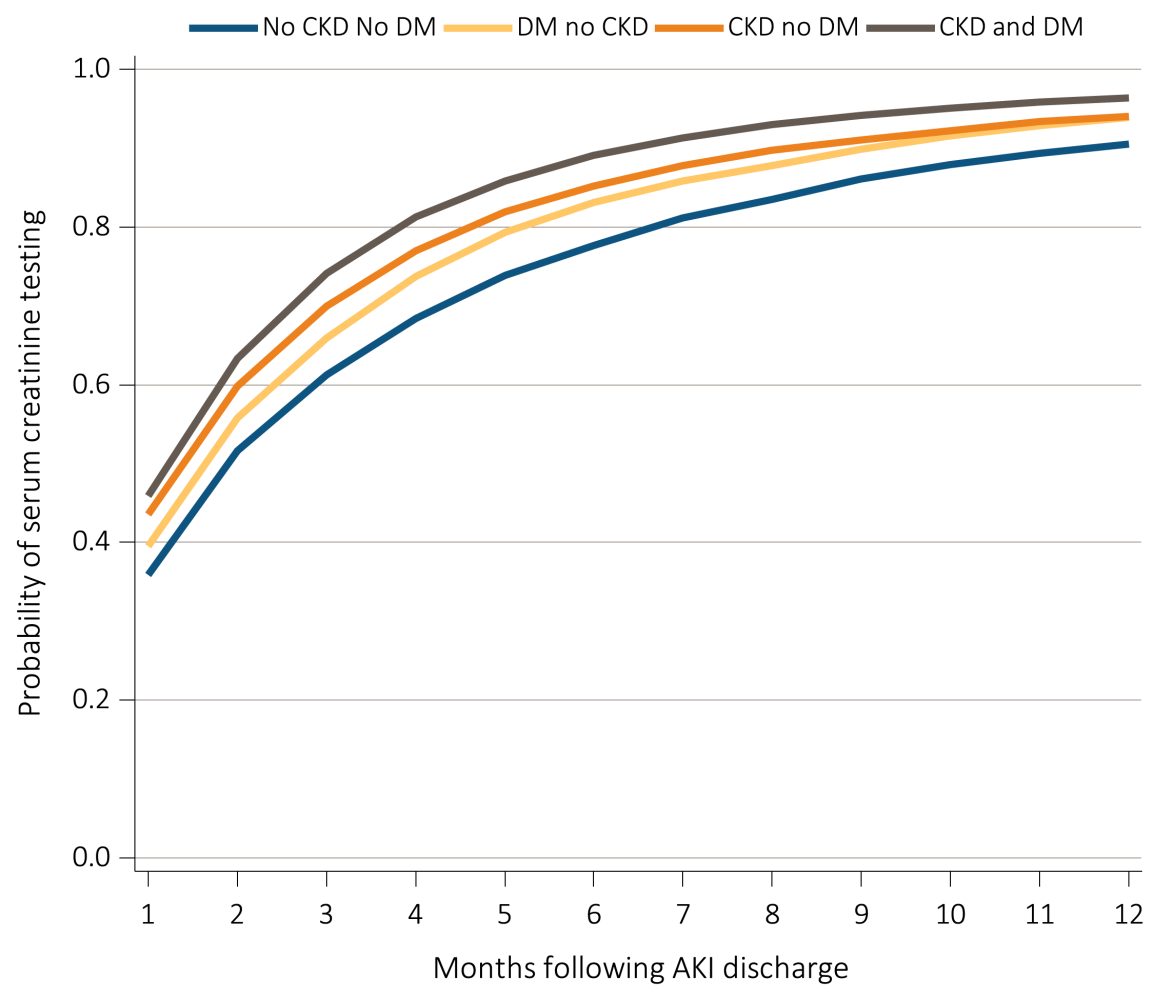 No CKD No DM DM no CKD CKD no DM CKD and DM
Probability of serum creatinine testing
1.0
0.8
0.6
0.4
0.2
0.0
1 2 3 4 5 6 7 8 9 10 11 12
Months following AKI discharge